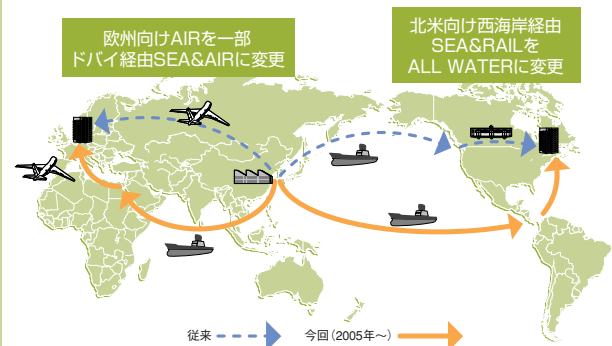 欧州向けAIRを一部
ドバイ経由SEA&AIRに変更
北米向け西海岸経由
SEA&RAILを
ALL WATERに変更
従来
今回(2005年~)